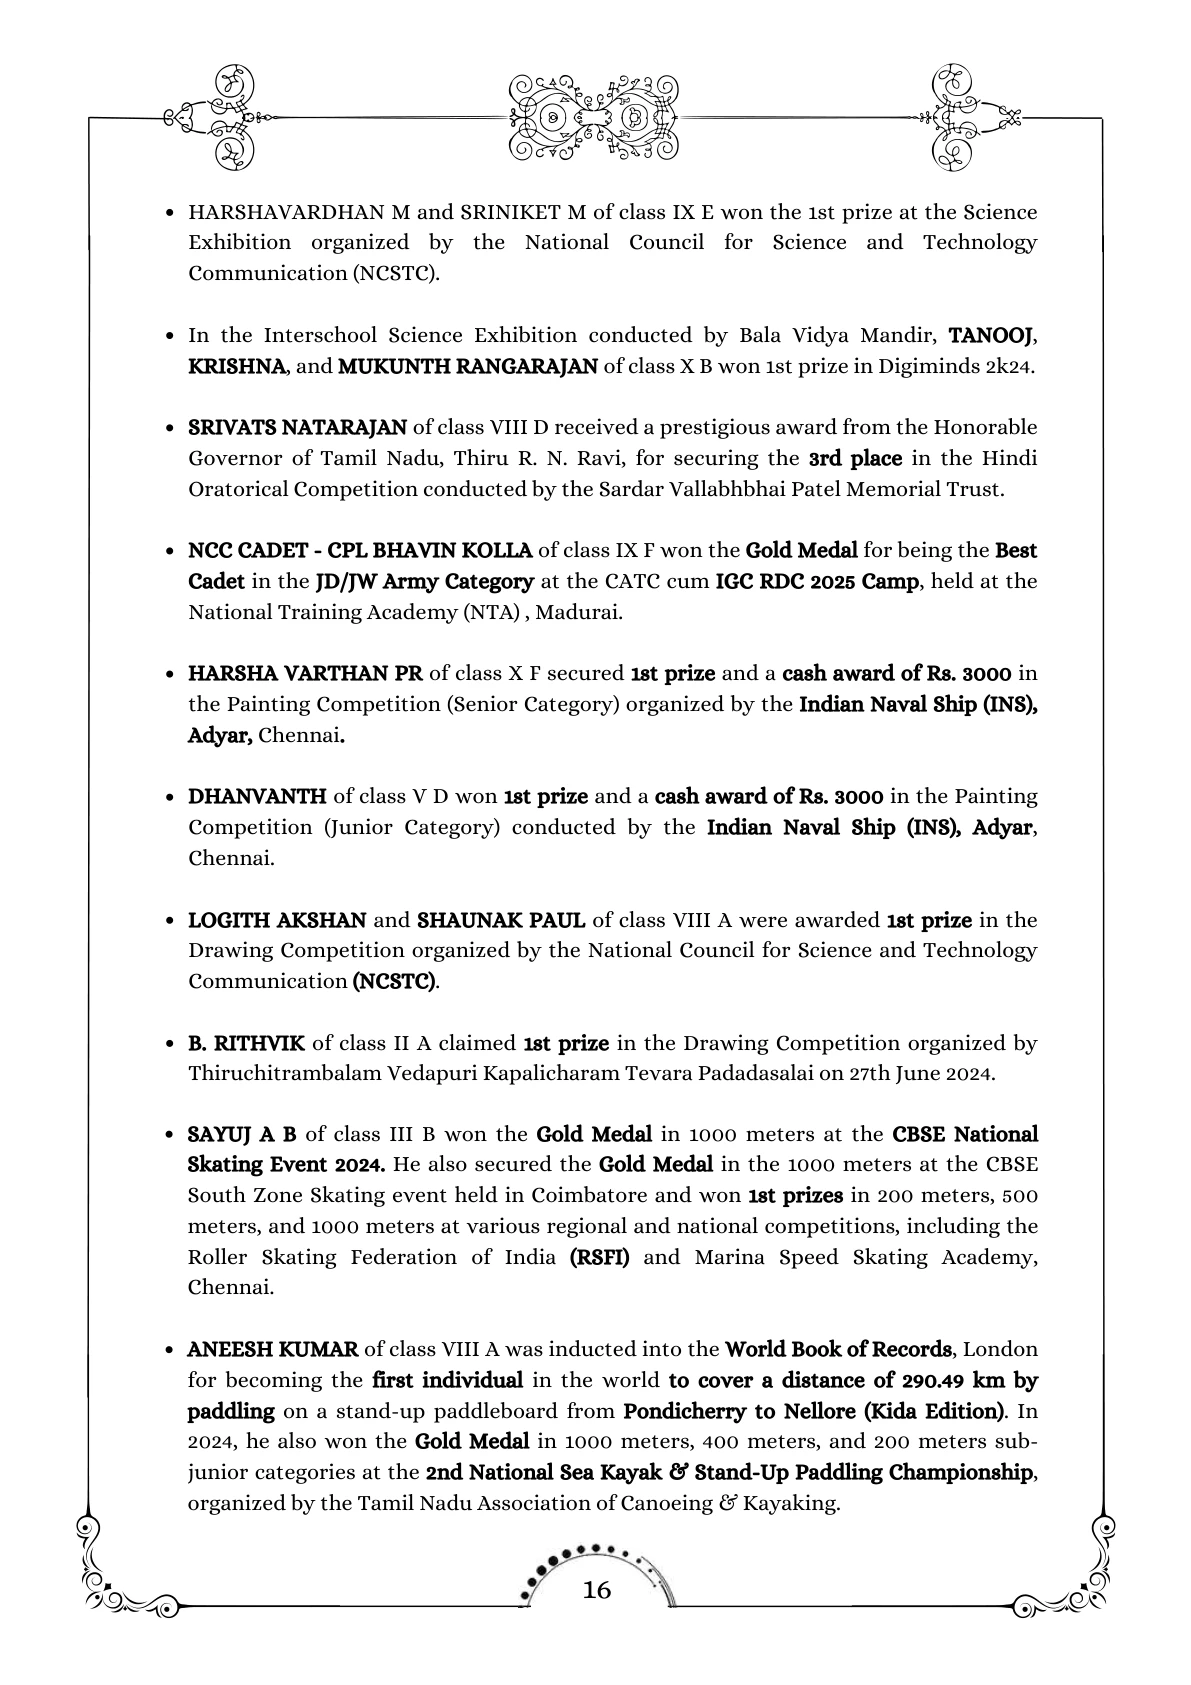 • HARSHAVARDHAN M and SRINIKET M of class IX E won the 1st prize at the Science
Exhibition organized by the National Council for Science and Technology
Communication (NCSTC).
• In the Interschool Science Exhibition conducted by Bala Vidya Mandir, TANOOJ,
KRISHNA, and MUKUNTH RANGARAJAN of class X B won 1st prize in Digiminds 2k24.
• SRIVATS NATARAJAN of class VIII D received a prestigious award from the Honorable
Governor of Tamil Nadu, Thiru R. N. Ravi, for securing the 3rd place in the Hindi
Oratorical Competition conducted by the Sardar Vallabhbhai Patel Memorial Trust.
• NCC CADET - CPL BHAVIN KOLLA of class IX F won the Gold Medal for being the Best
Cadet in the JD/JW Army Category at the CATC cum IGC RDC 2025 Camp, held at the
National Training Academy (NTA) , Madurai.
• HARSHA VARTHAN PR of class X F secured 1st prize and a cash award of Rs. 3000 in
the Painting Competition (Senior Category) organized by the Indian Naval Ship (INS),
Adyar, Chennai.
• DHANVANTH of class V D won 1st prize and a cash award of Rs. 3000 in the Painting
Competition (Junior Category) conducted by the Indian Naval Ship (INS), Adyar,
Chennai.
• LOGITH AKSHAN and SHAUNAK PAUL of class VIII A were awarded 1st prize in the
Drawing Competition organized by the National Council for Science and Technology
Communication (NCSTC).
• B. RITHVIK of class II A claimed 1st prize in the Drawing Competition organized by
Thiruchitrambalam Vedapuri Kapalicharam Tevara Padadasalai on 27th June 2024.
• SAYUJ A B of class III B won the Gold Medal in 1000 meters at the CBSE National
Skating Event 2024. He also secured the Gold Medal in the 1000 meters at the CBSE
South Zone Skating event held in Coimbatore and won 1st prizes in 200 meters, 500
meters, and 1000 meters at various regional and national competitions, including the
Roller Skating Federation of India (RSFI) and Marina Speed Skating Academy,
Chennai.
• ANEESH KUMAR of class VIII A was inducted into the World Book of Records, London
for becoming the first individual in the world to cover a distance of 290.49 km by
paddling on a stand-up paddleboard from Pondicherry to Nellore (Kida Edition). In
2024, he also won the Gold Medal in 1000 meters, 400 meters, and 200 meters sub-
junior categories at the 2nd National Sea Kayak & Stand-Up Paddling Championship,
organized by the Tamil Nadu Association of Canoeing & Kayaking.
16